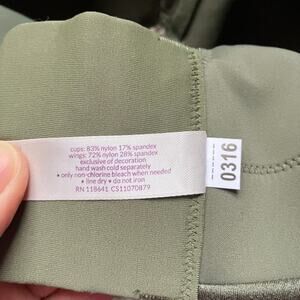 cups: 83% nylon 17% spandex
wings: 72% nylon 28% spandex
exclusive of decoration
hand wash cold separately
• only non-chlorine bleach when needed
• line dry • do not iron
RN 118641 CS11070879
0316